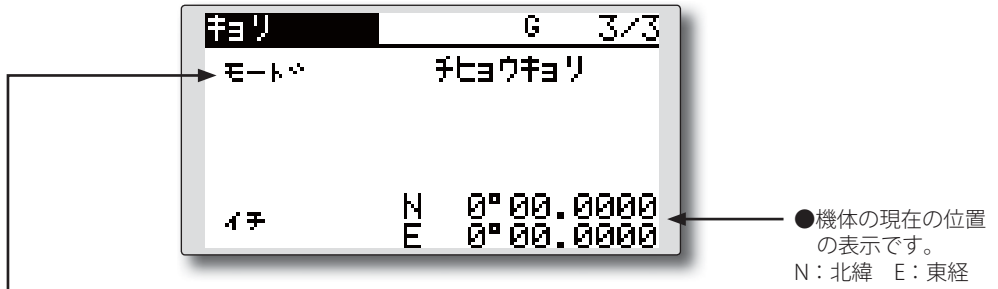 キョリ G 3/3
モード チヒョウキョリ
イチ N 0°00.0000
E 0°00.0000
●機体の現在の位置
の表示です。
N：北緯 E：東経